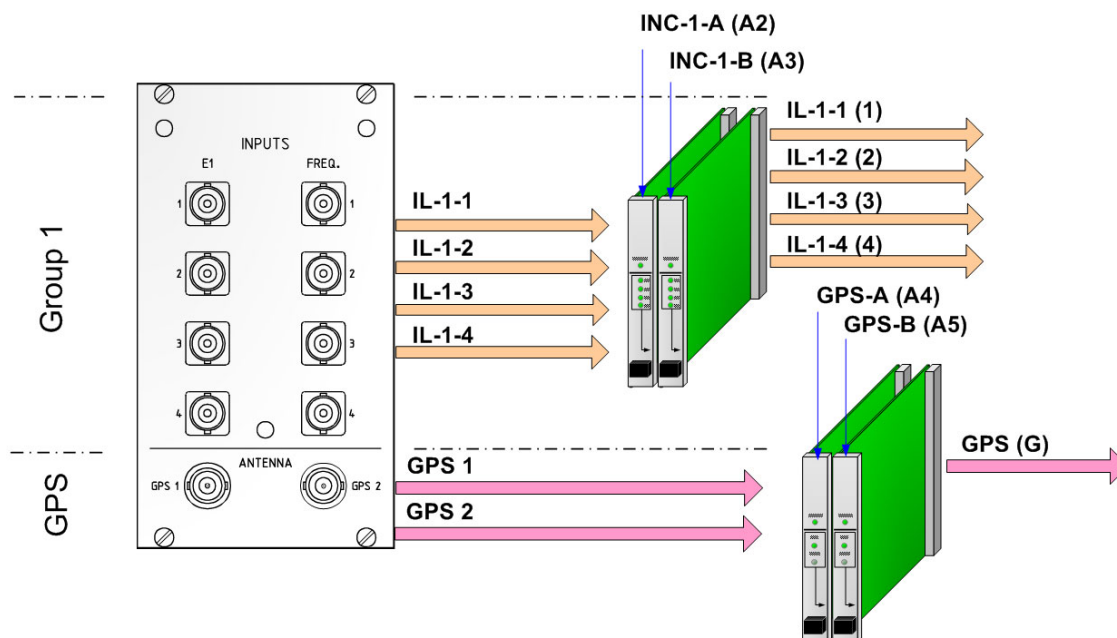 INC-1-A (A2)
INC-1-B (A3)
Group 1
INPUTS
E1 FREQ.
1 1
2 2
3 3
4 4
IL-1-1
IL-1-2
IL-1-3
IL-1-4
IL-1-1 (1)
IL-1-2 (2)
IL-1-3 (3)
IL-1-4 (4)
GPS-A (A4)
GPS-B (A5)
GPS
ANTENNA
GPS 1 GPS 2
GPS 1
GPS 2
GPS (G)